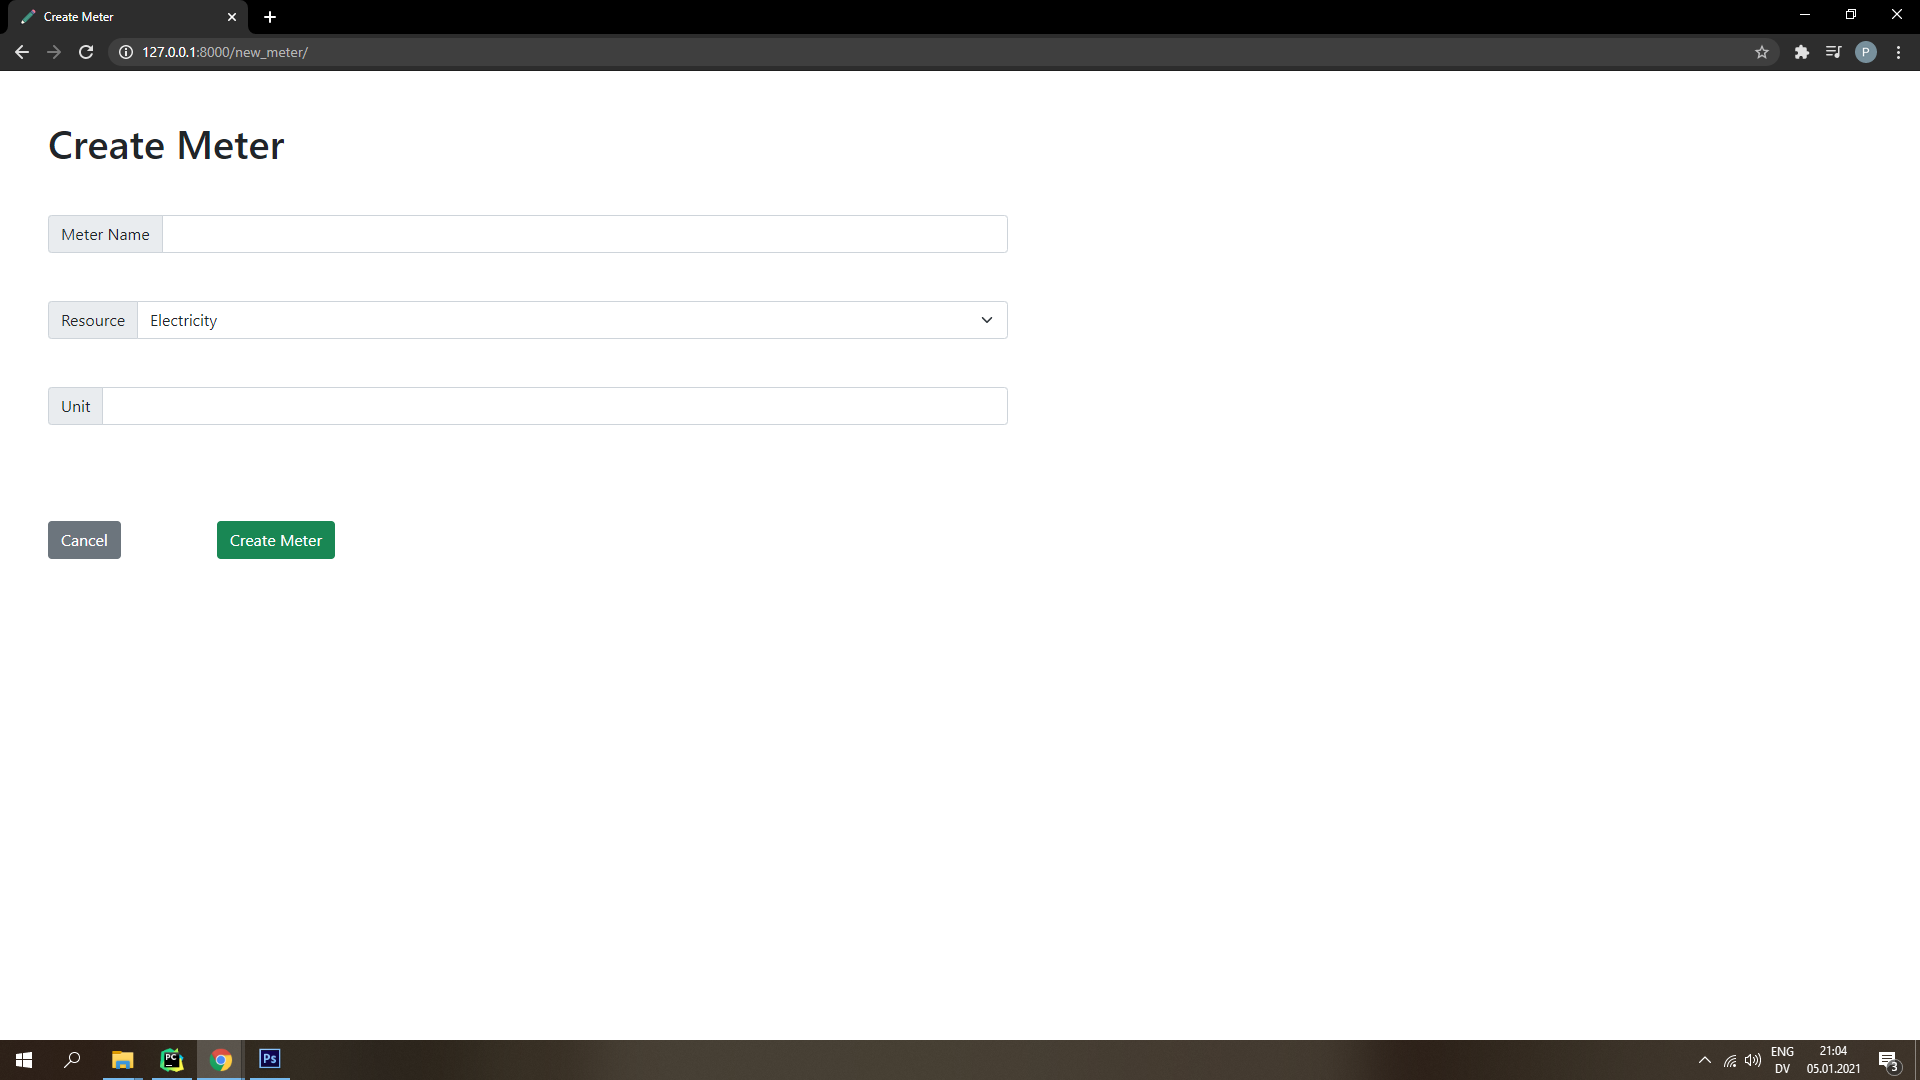 Create Meter
127.0.0.1:8000/new_meter/
P
Create Meter
Meter Name
Resource Electricity
Unit
Cancel Create Meter
PC
Ps
ENG 21:04
DV 05.01.2021
3